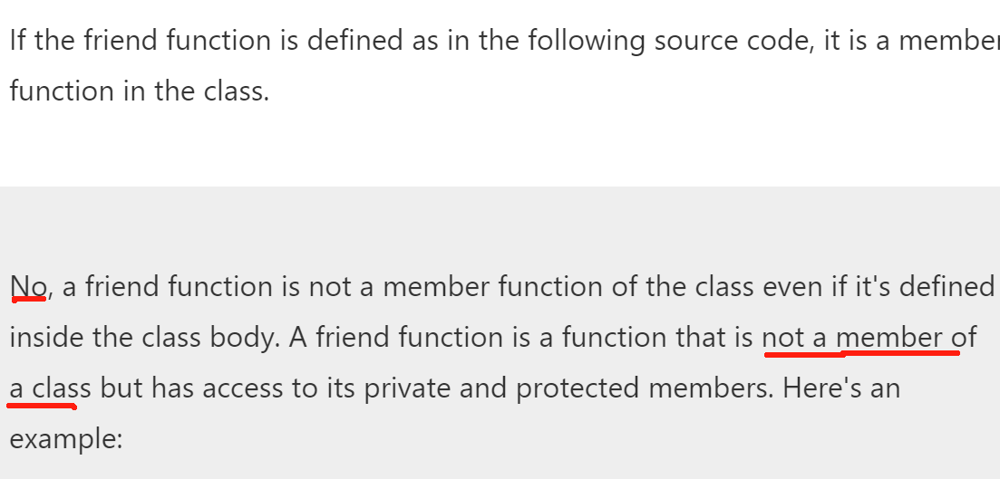 If the friend function is defined as in the following source code, it is a member
function in the class.
No, a friend function is not a member function of the class even if it's defined
inside the class body. A friend function is a function that is not a member of
a class but has access to its private and protected members. Here's an
example: